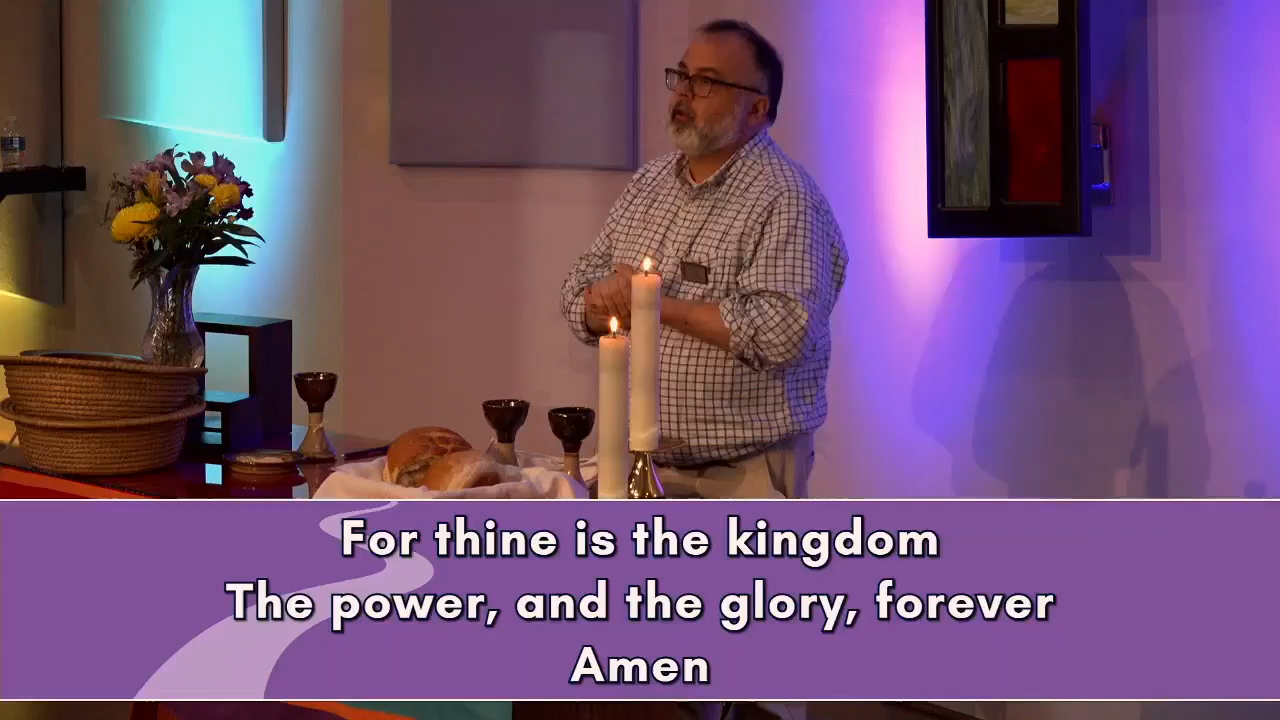 For thine is the kingdom
The power, and the glory, forever
Amen